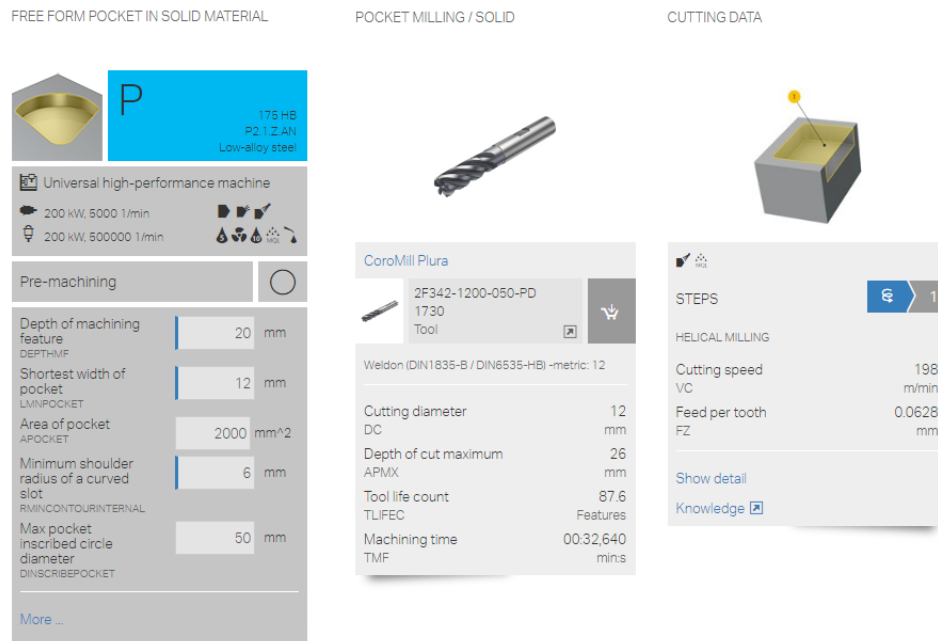 FREE FORM POCKET IN SOLID MATERIAL
P
175 HB
P2.1.Z.AN
Low-alloy steel
Universal high-performance machine
200 kW, 5000 1/min
200 kW, 500000 1/min
5
10
MQL
Pre-machining
Depth of machining
feature
DEPTHMF
20 mm
Shortest width of
pocket
LMNPOCKET
12 mm
Area of pocket
APOCKET
2000 mm^2
Minimum shoulder
radius of a curved
slot
RMINCONTOURINTERNAL
6 mm
Max pocket
inscribed circle
diameter
DINSCRIBEPOCKET
50 mm
More ...
POCKET MILLING / SOLID
CoroMill Plura
2F342-1200-050-PD
1730
Tool
Weldon (DIN1835-B / DIN6535-HB) -metric: 12
Cutting diameter 12
DC mm
Depth of cut maximum 26
APMX mm
Tool life count 87.6
TLIFEC Features
Machining time 00:32,640
TMF min:s
CUTTING DATA
1
MQL
STEPS 1
HELICAL MILLING
Cutting speed 198
VC m/min
Feed per tooth 0.0628
FZ mm
Show detail
Knowledge